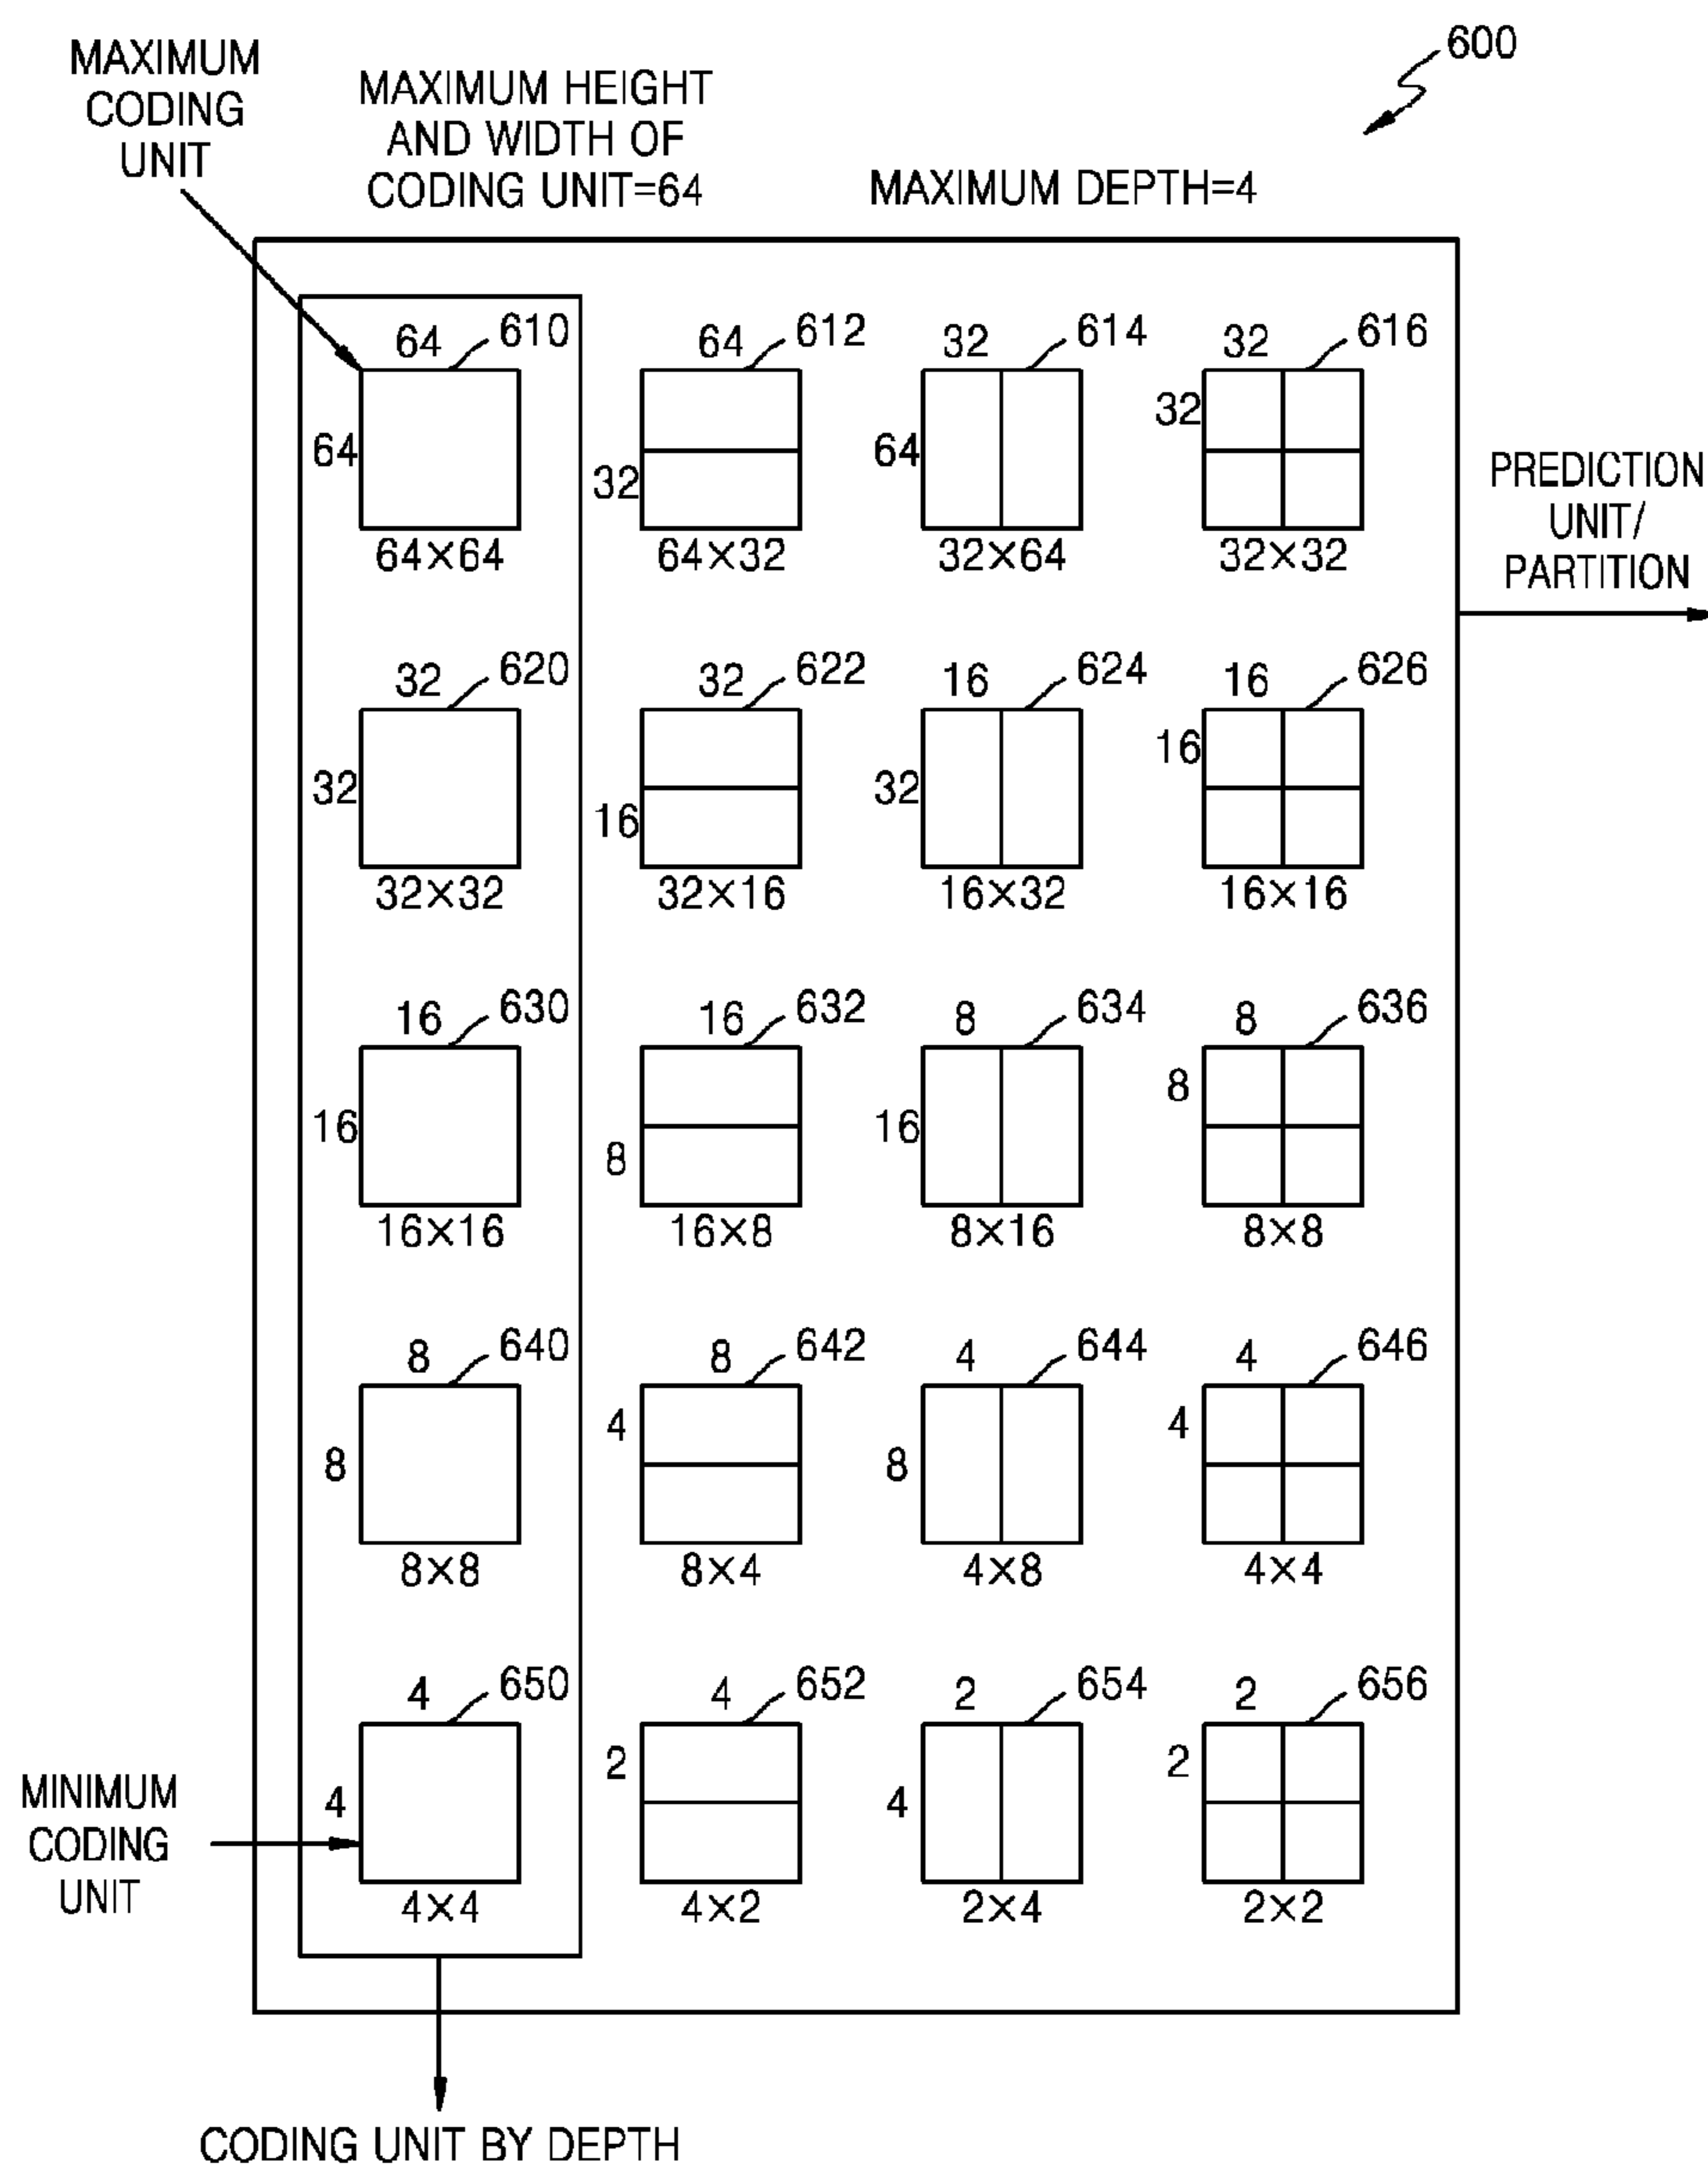 600
MAXIMUM
CODING
UNIT
MAXIMUM HEIGHT
AND WIDTH OF
CODING UNIT=64
MAXIMUM DEPTH=4
64 610 64 612 32 614 32 616
64 32 64 32
64×64 64×32 32×64 32×32
PREDICTION
UNIT/
PARTITION
32 620 32 622 16 624 16 626
32 16 32 16
32×32 32×16 16×32 16×16
16 630 16 632 8 634 8 636
16 8 16 8
16×16 16×8 8×16 8×8
8 640 8 642 4 644 4 646
8 4 8 4
8×8 8×4 4×8 4×4
4 650 4 652 2 654 2 656
4 2 4 2
4×4 4×2 2×4 2×2
MINIMUM
CODING
UNIT
CODING UNIT BY DEPTH